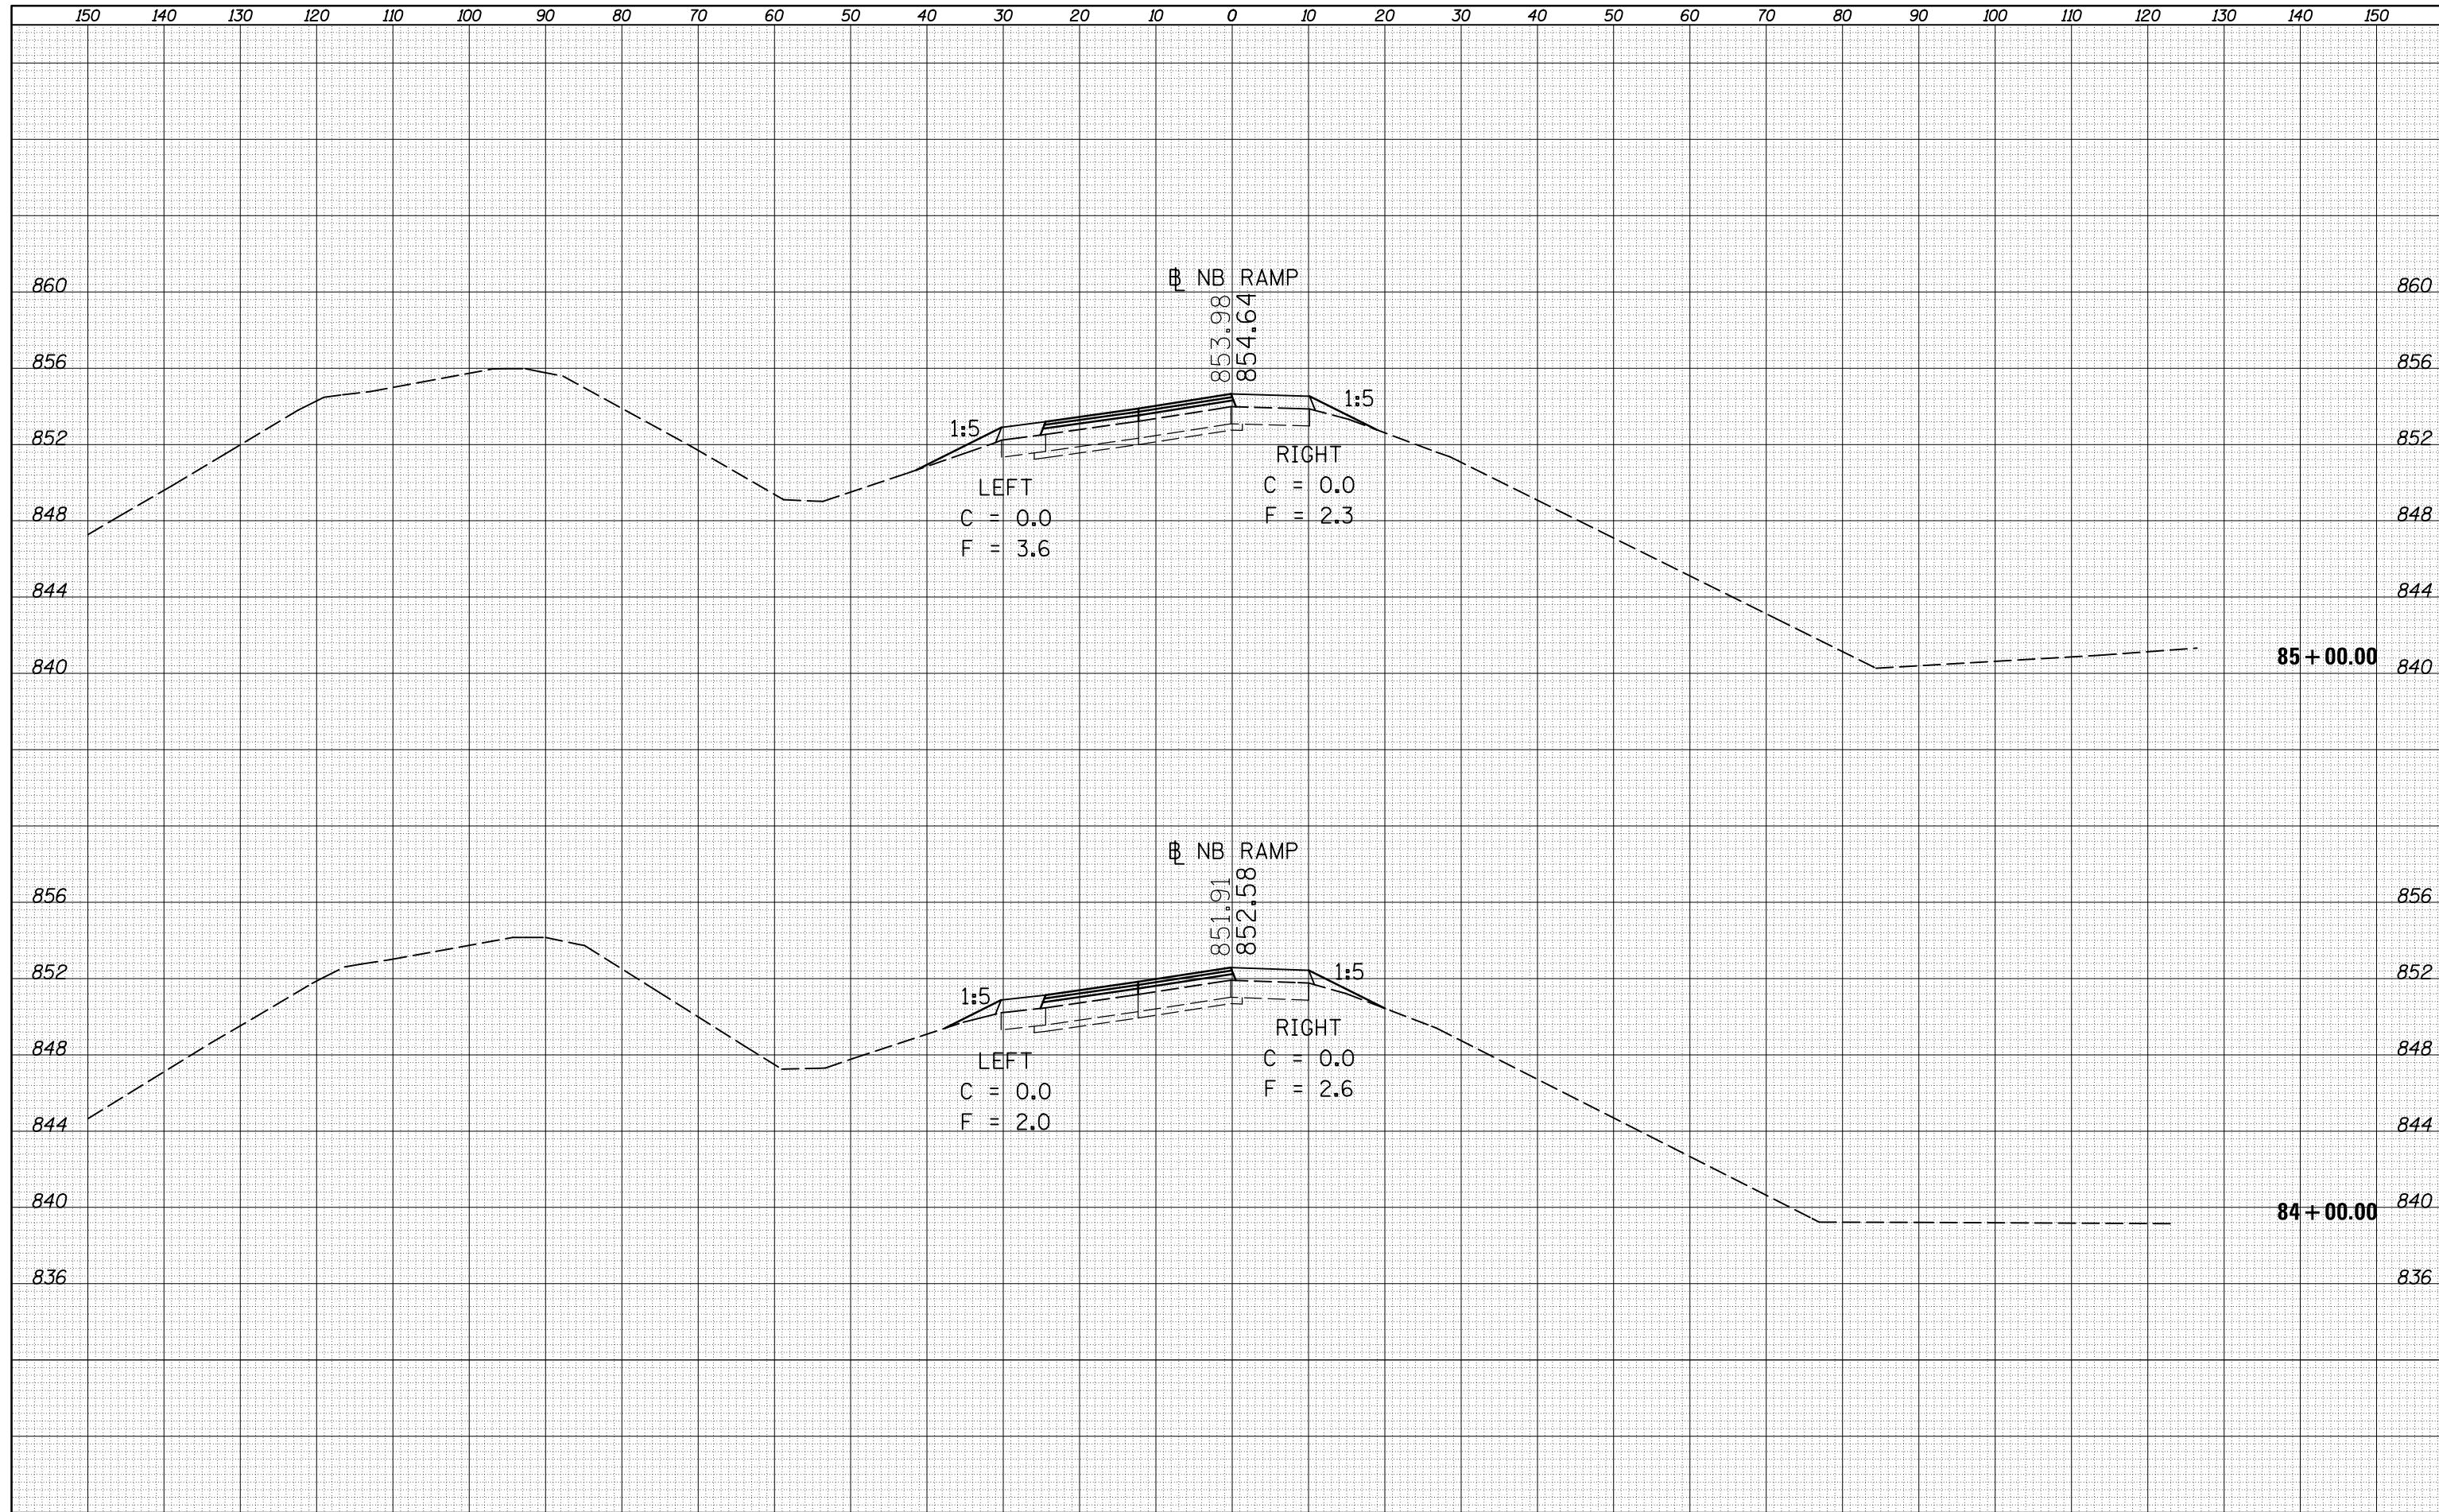 150 140 130 120 110 100 90 80 70 60 50 40 30 20 10 0 10 20 30 40 50 60 70 80 90 100 110 120 130 140 150
℄ NB RAMP
860 860
853.98
854.64
856 856
1:5 1:5
852 852
RIGHT
C = 0.0
F = 2.3
LEFT
C = 0.0
F = 3.6
848 848
844 844
840 85+00.00 840
BL NB RAMP
851.91
852.58
856 856
1:5 1:5
852 852
RIGHT
C = 0.0
F = 2.6
LEFT
C = 0.0
F = 2.0
848 848
844 844
840 84+00.00 840
836 836